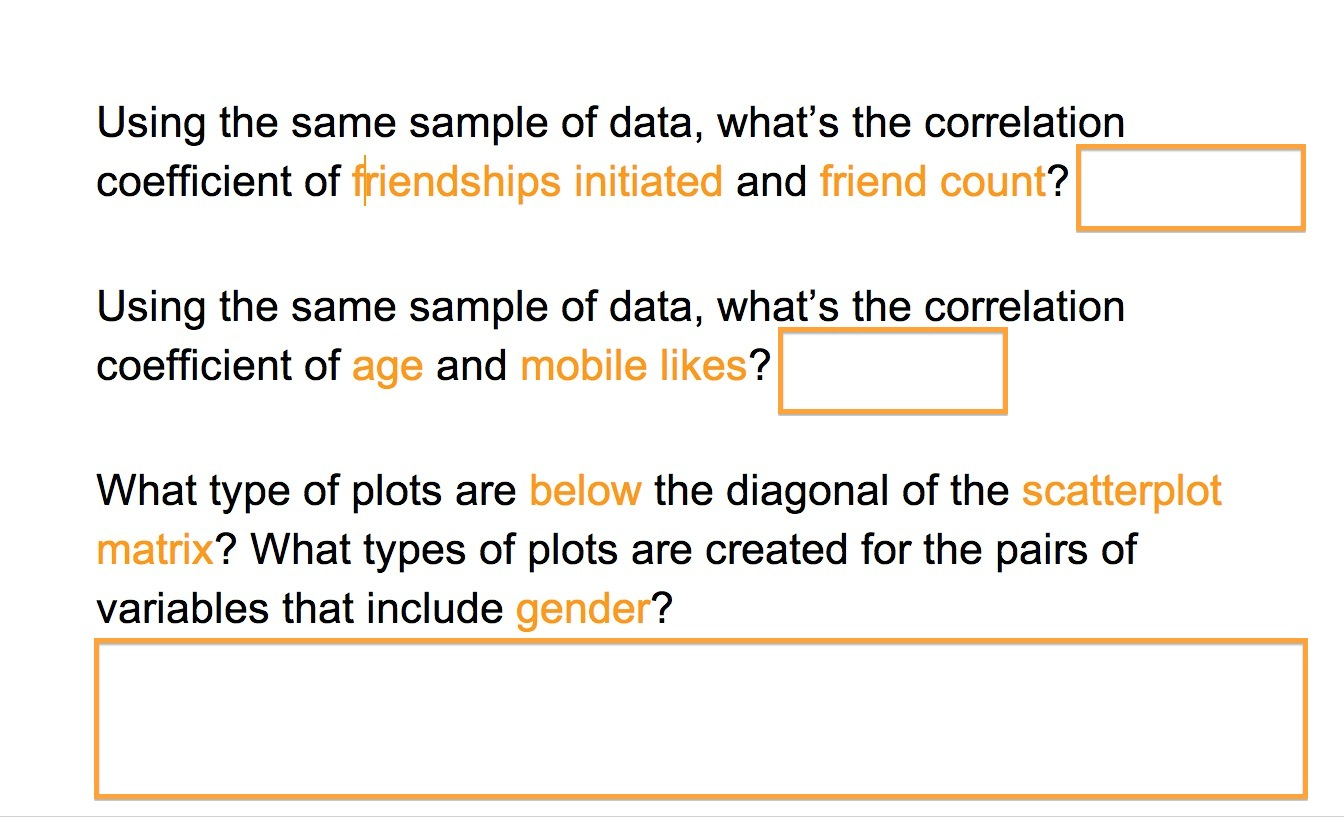 Using the same sample of data, what’s the correlation
coefficient of friendships initiated and friend count?
Using the same sample of data, what’s the correlation
coefficient of age and mobile likes?
What type of plots are below the diagonal of the scatterplot
matrix? What types of plots are created for the pairs of
variables that include gender?